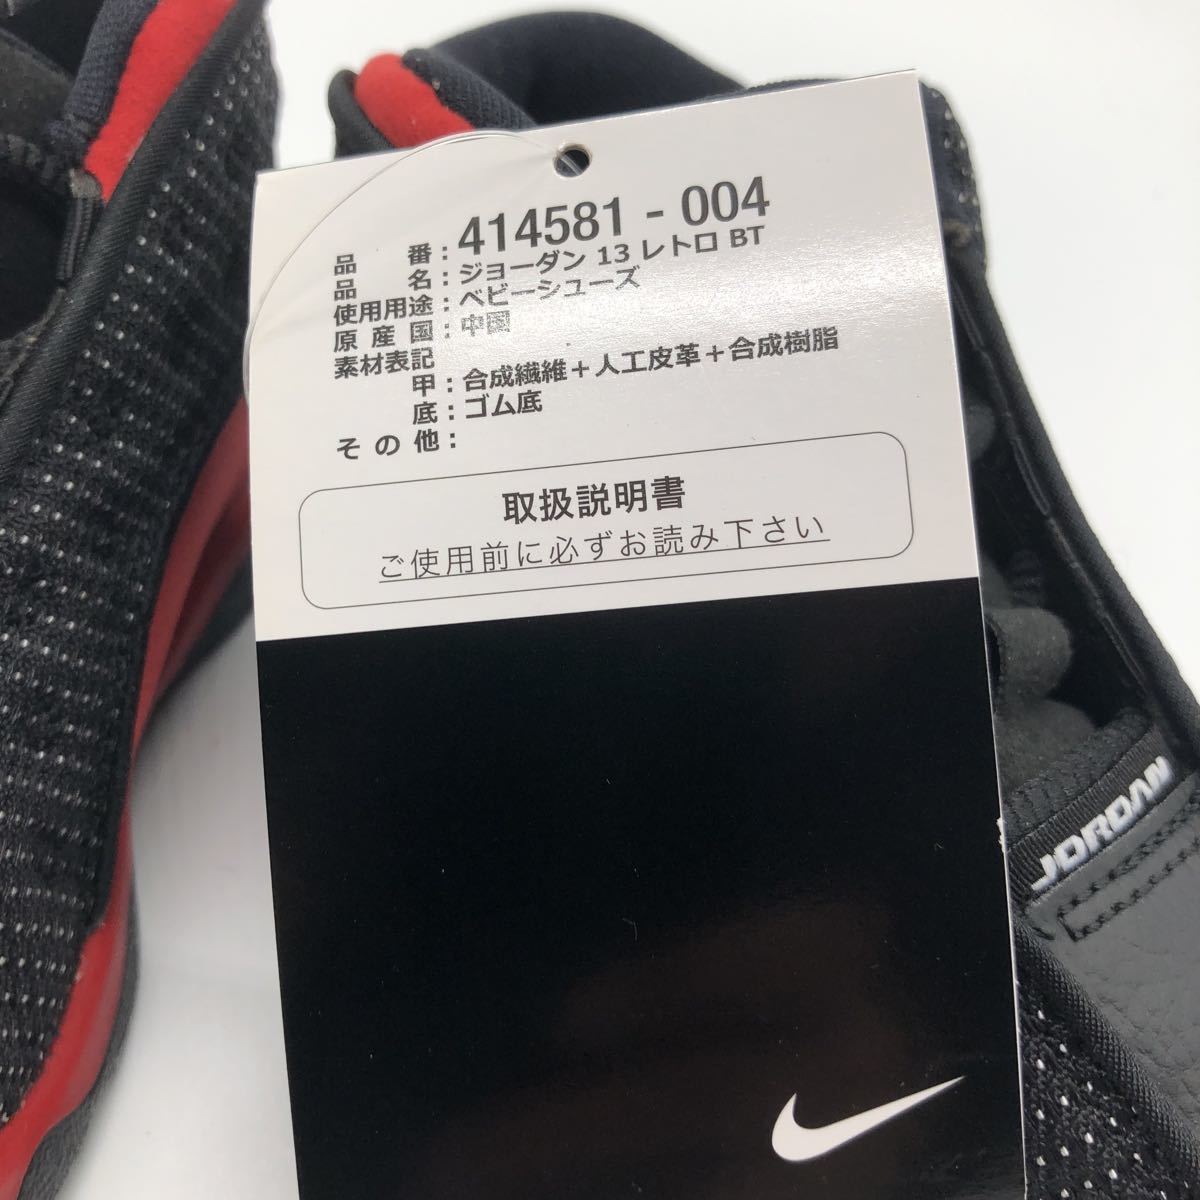 品番：414581 - 004
品名：ジョーダン 13 レトロ BT
使用用途：ベビーシューズ
原産国：中国
素材表記
甲：合成繊維＋人工皮革＋合成樹脂
底：ゴム底
その他：
取扱説明書
ご使用前に必ずお読み下さい
JORDAN